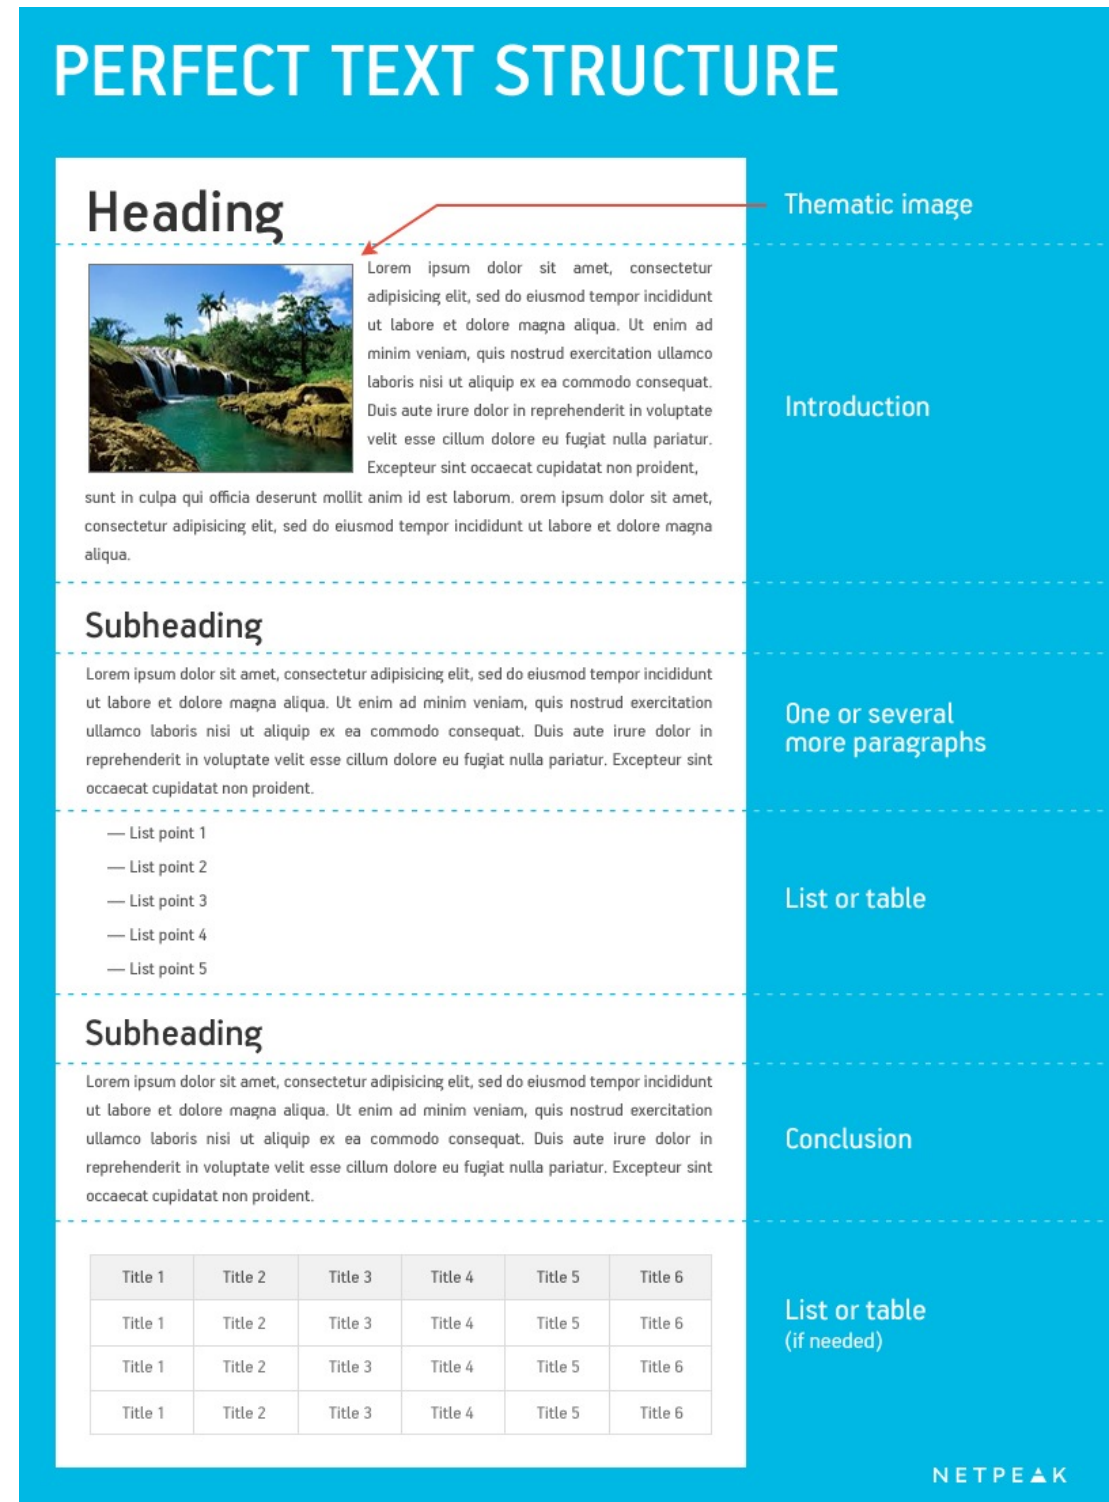 PERFECT TEXT STRUCTURE
Heading
Thematic image
Lorem ipsum dolor sit amet, consectetur
adipisicing elit, sed do eiusmod tempor incididunt
ut labore et dolore magna aliqua. Ut enim ad
minim veniam, quis nostrud exercitation ullamco
laboris nisi ut aliquip ex ea commodo consequat.
Duis aute irure dolor in reprehenderit in voluptate
velit esse cillum dolore eu fugiat nulla pariatur.
Excepteur sint occaecat cupidatat non proident,
sunt in culpa qui officia deserunt mollit anim id est laborum. orem ipsum dolor sit amet,
consectetur adipisicing elit, sed do eiusmod tempor incididunt ut labore et dolore magna
aliqua.
Introduction
Subheading
Lorem ipsum dolor sit amet, consectetur adipisicing elit, sed do eiusmod tempor incididunt
ut labore et dolore magna aliqua. Ut enim ad minim veniam, quis nostrud exercitation
ullamco laboris nisi ut aliquip ex ea commodo consequat. Duis aute irure dolor in
reprehenderit in voluptate velit esse cillum dolore eu fugiat nulla pariatur. Excepteur sint
occaecat cupidatat non proident.
One or several
more paragraphs
— List point 1
— List point 2
— List point 3
— List point 4
— List point 5
List or table
Subheading
Lorem ipsum dolor sit amet, consectetur adipisicing elit, sed do eiusmod tempor incididunt
ut labore et dolore magna aliqua. Ut enim ad minim veniam, quis nostrud exercitation
ullamco laboris nisi ut aliquip ex ea commodo consequat. Duis aute irure dolor in
reprehenderit in voluptate velit esse cillum dolore eu fugiat nulla pariatur. Excepteur sint
occaecat cupidatat non proident.
Conclusion
Title 1 Title 2 Title 3 Title 4 Title 5 Title 6
Title 1 Title 2 Title 3 Title 4 Title 5 Title 6
Title 1 Title 2 Title 3 Title 4 Title 5 Title 6
Title 1 Title 2 Title 3 Title 4 Title 5 Title 6
List or table
(if needed)
NETPEAK